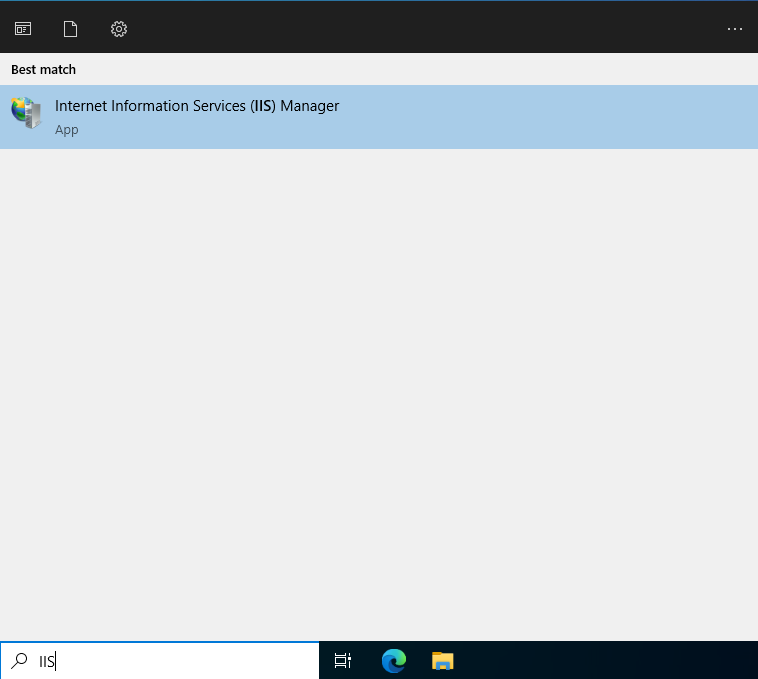 Best match
Internet Information Services (IIS) Manager
App
IIS